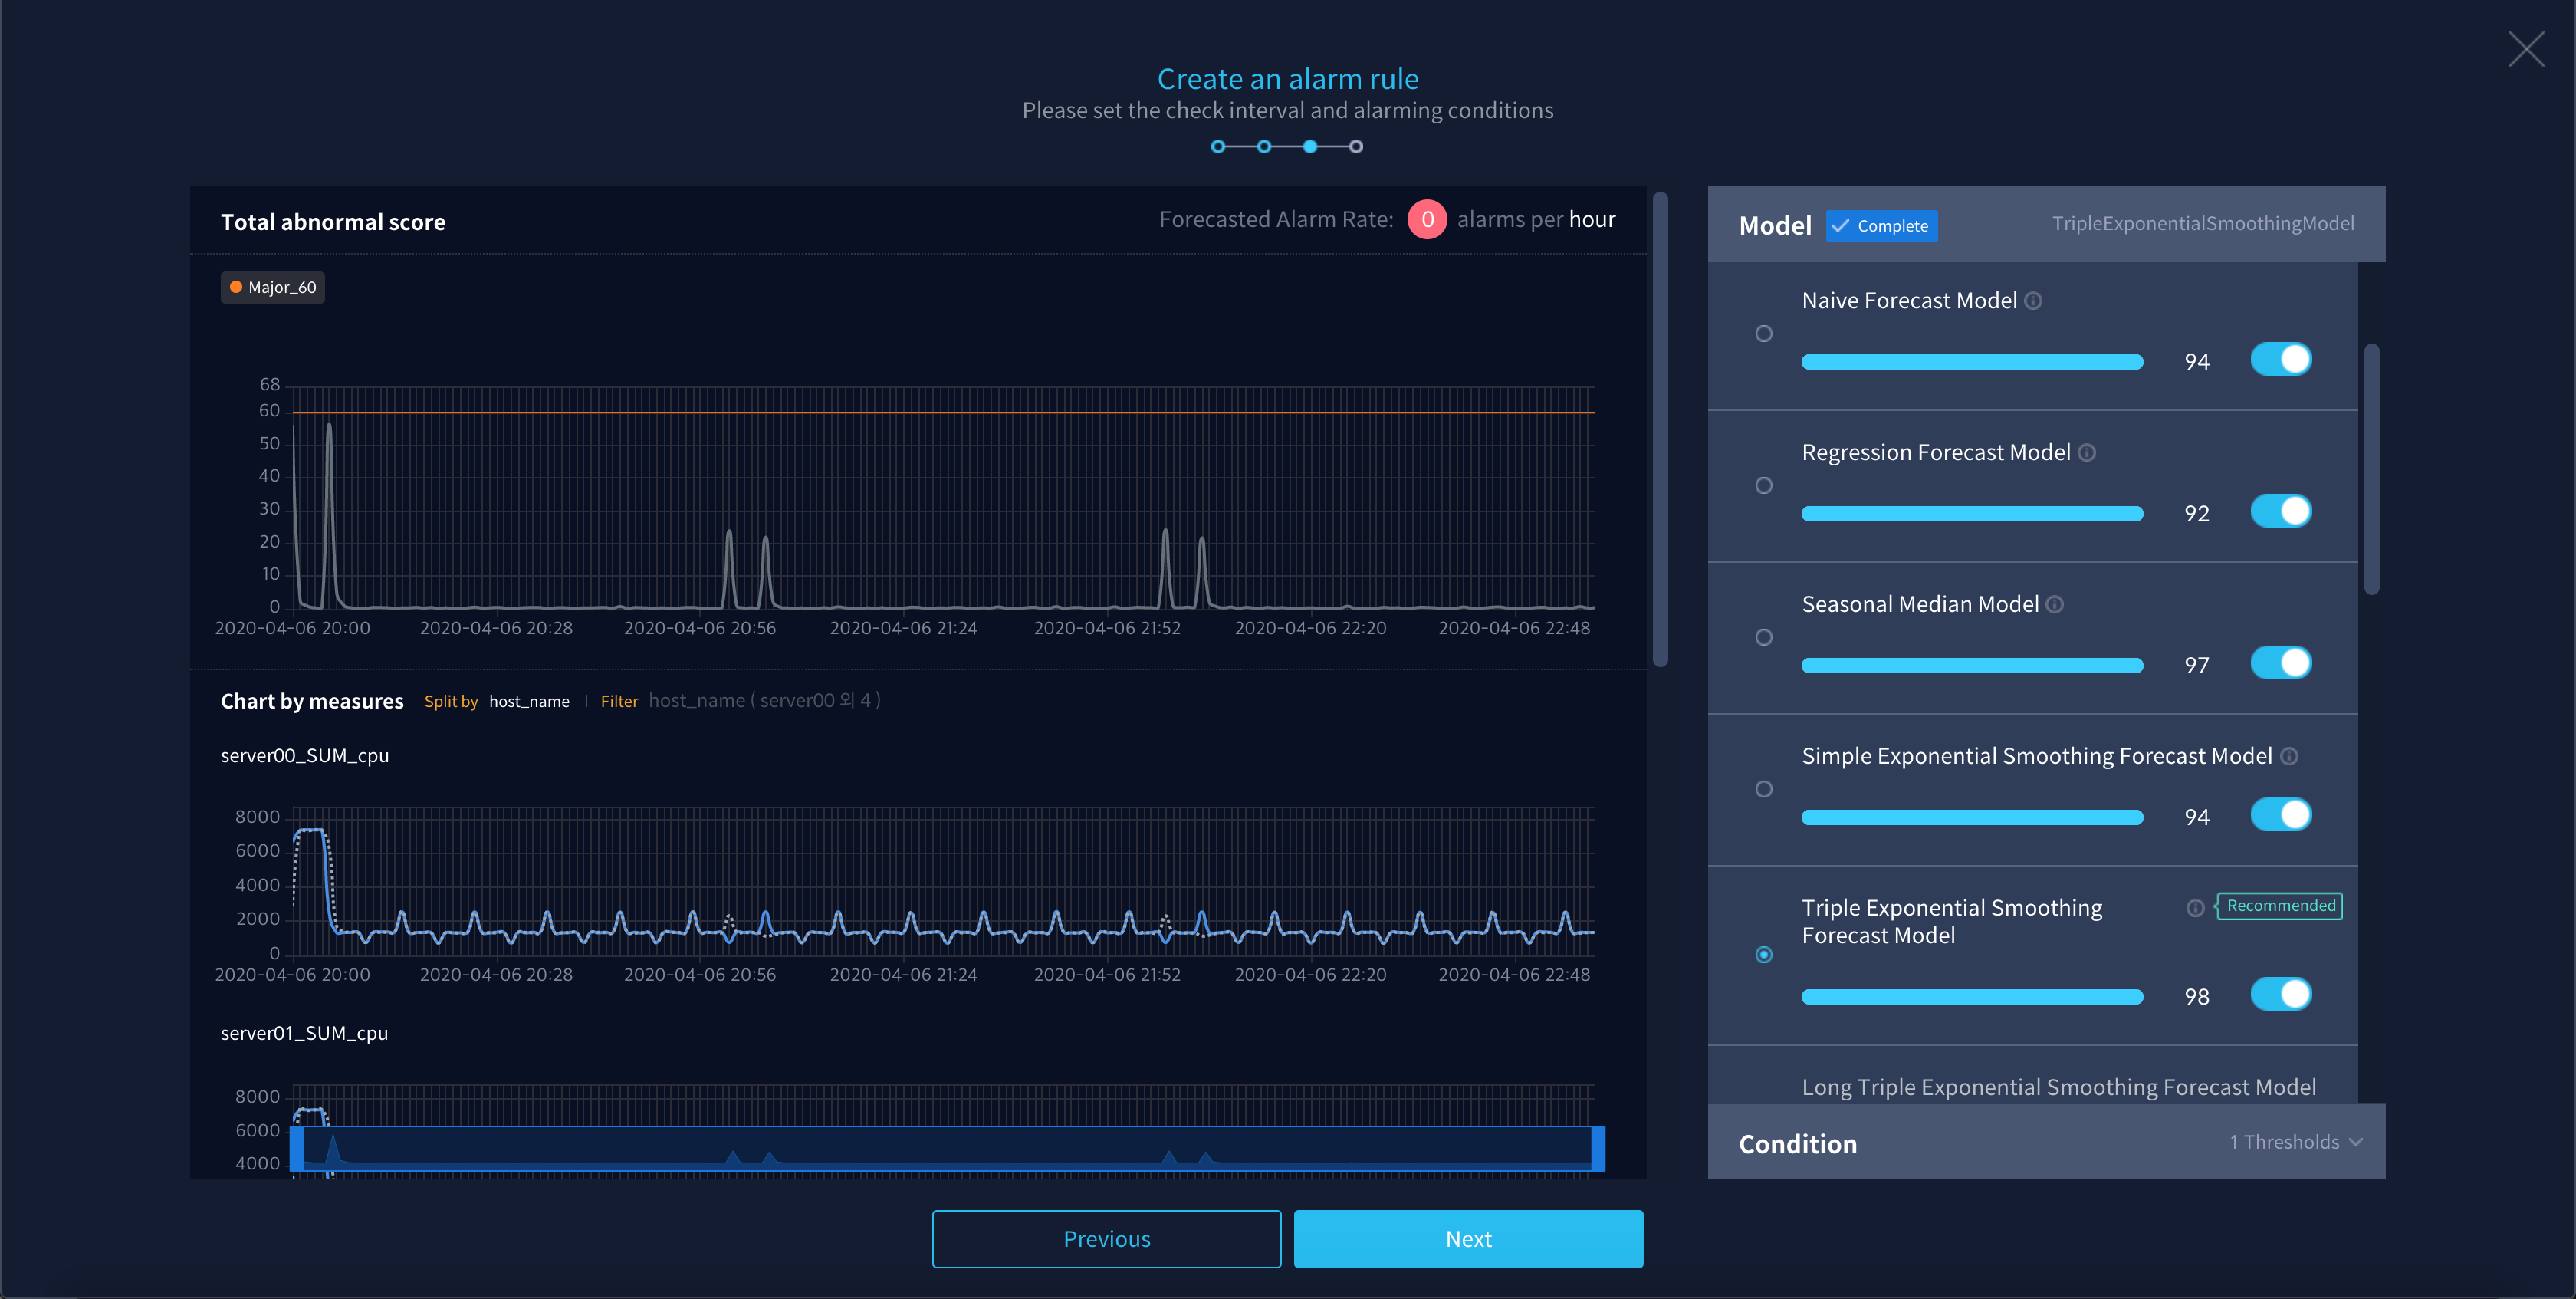 Create an alarm rule
Please set the check interval and alarming conditions
Total abnormal score
Forecasted Alarm Rate: 0 alarms per hour
Major_60
68
60
50
40
30
20
10
0
2020-04-06 20:00 2020-04-06 20:28 2020-04-06 20:56 2020-04-06 21:24 2020-04-06 21:52 2020-04-06 22:20 2020-04-06 22:48
Chart by measures Split by host_name | Filter host_name ( server00 외 4 )
server00_SUM_cpu
8000
6000
4000
2000
0
2020-04-06 20:00 2020-04-06 20:28 2020-04-06 20:56 2020-04-06 21:24 2020-04-06 21:52 2020-04-06 22:20 2020-04-06 22:48
server01_SUM_cpu
8000
6000
4000
Model Complete TripleExponentialSmoothingModel
Naive Forecast Model
94
Regression Forecast Model
92
Seasonal Median Model
97
Simple Exponential Smoothing Forecast Model
94
Triple Exponential Smoothing
Forecast Model
Recommended
98
Long Triple Exponential Smoothing Forecast Model
Condition 1 Thresholds
Previous
Next